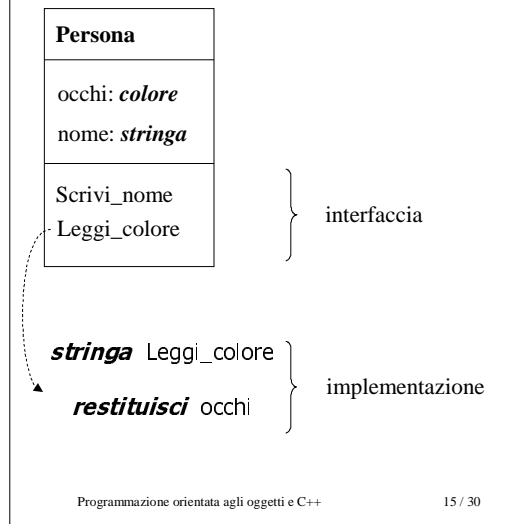 Persona
occhi: colore
nome: stringa
Scrivi_nome
Leggi_colore
interfaccia
stringa Leggi_colore
restituisci occhi
implementazione
Programmazione orientata agli oggetti e C++ 15 / 30